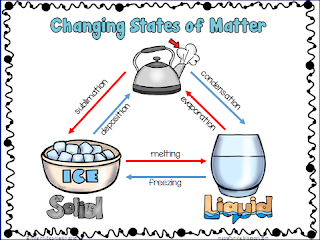 Changing States of Matter
sublimation
deposition
condensation
evaporation
melting
freezing
ICE
Solid
Liquid